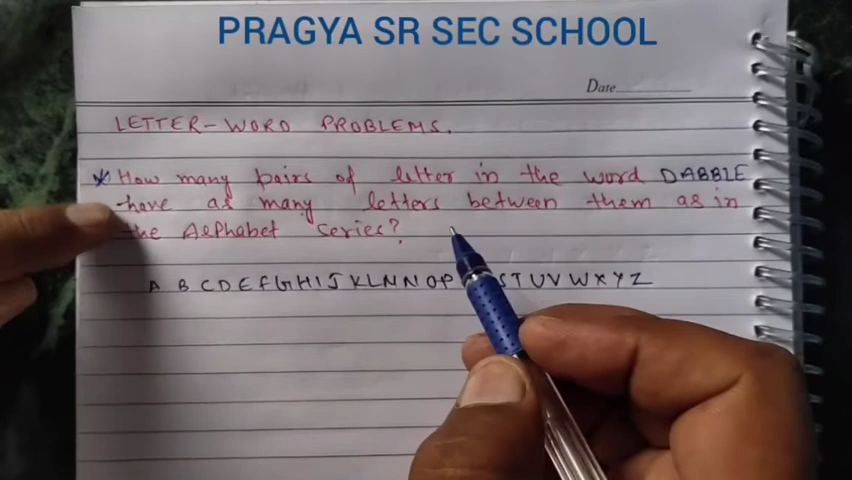 PRAGYA SR SEC SCHOOL
Date
LETTER-WORD PROBLEMS.
* How many pairs of letter in the word DABBLE
have as many letters between them as in
the Alphabet series?
A B C D E F G H I J K L N N O P S T U V W X Y Z